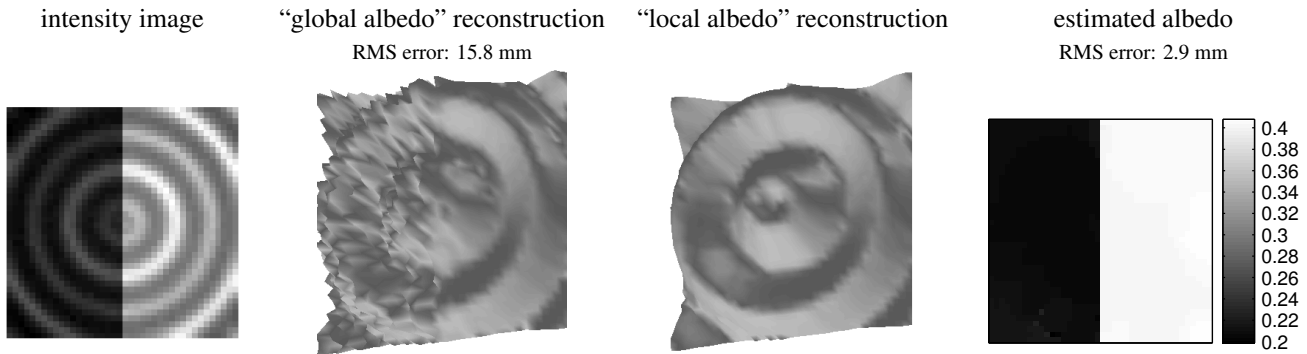 intensity image
“global albedo” reconstruction
RMS error: 15.8 mm
“local albedo” reconstruction
estimated albedo
RMS error: 2.9 mm
0.4
0.38
0.36
0.34
0.32
0.3
0.28
0.26
0.24
0.22
0.2